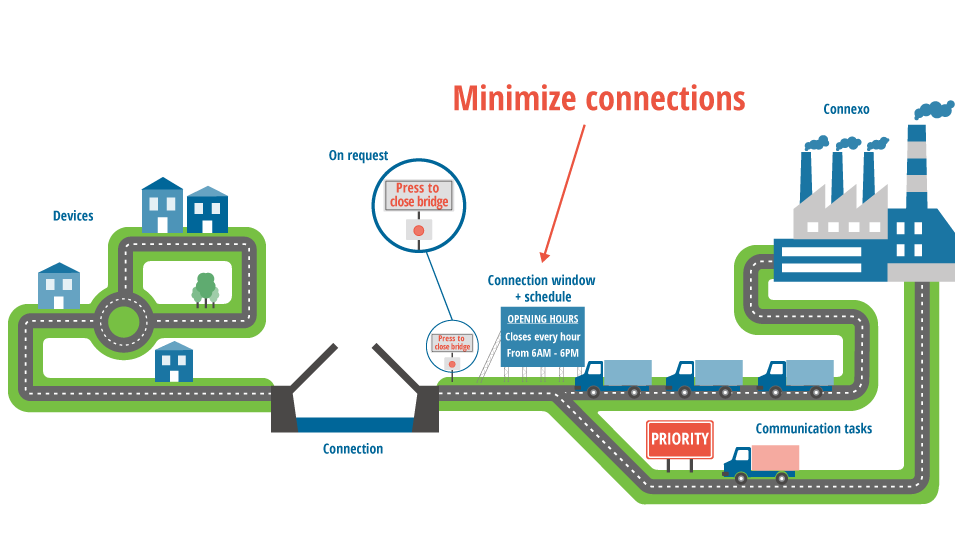 Minimize connections
Connexo
On request
Press to
close bridge
Devices
Connection window
+ schedule
OPENING HOURS
Closes every hour
From 6AM - 6PM
Press to
close bridge
Connection
PRIORITY
Communication tasks